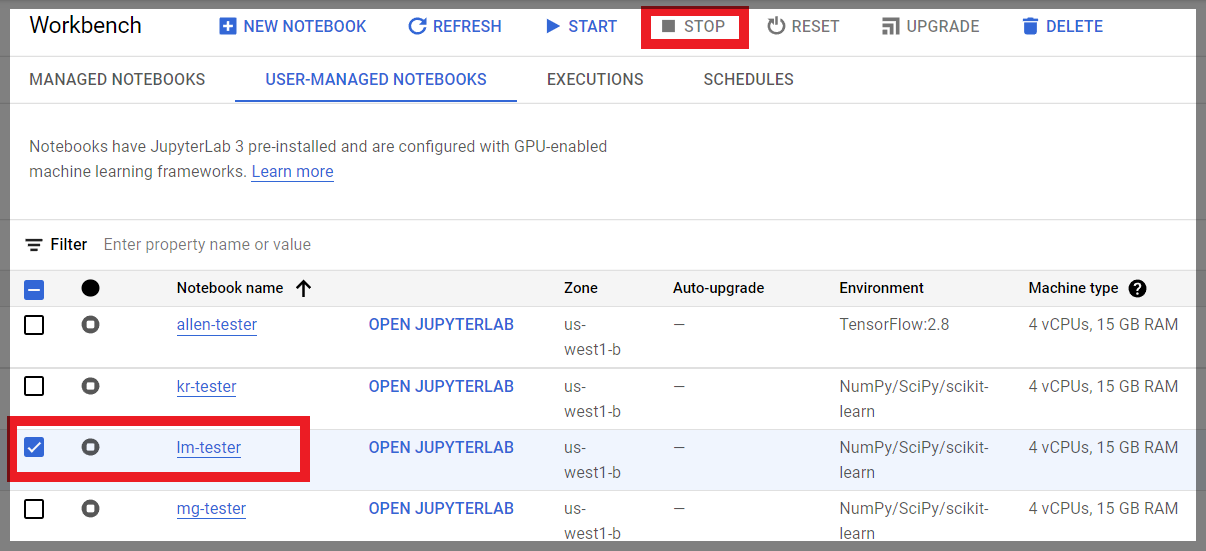 Workbench NEW NOTEBOOK REFRESH START STOP RESET UPGRADE DELETE
MANAGED NOTEBOOKS USER-MANAGED NOTEBOOKS EXECUTIONS SCHEDULES
Notebooks have JupyterLab 3 pre-installed and are configured with GPU-enabled
machine learning frameworks. Learn more
Filter Enter property name or value
Notebook name Zone Auto-upgrade Environment Machine type
allen-tester OPEN JUPYTERLAB us- — TensorFlow:2.8 4 vCPUs, 15 GB RAM
west1-b
kr-tester OPEN JUPYTERLAB us- — NumPy/SciPy/scikit- 4 vCPUs, 15 GB RAM
west1-b learn
lm-tester OPEN JUPYTERLAB us- — NumPy/SciPy/scikit- 4 vCPUs, 15 GB RAM
west1-b learn
mg-tester OPEN JUPYTERLAB us- — NumPy/SciPy/scikit- 4 vCPUs, 15 GB RAM
west1-b learn